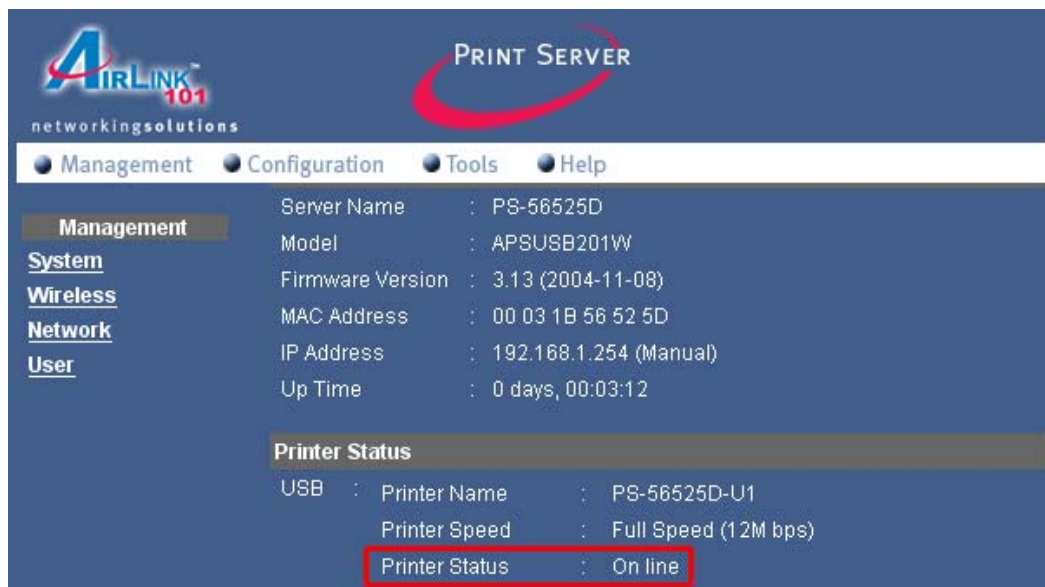 AIRLINK™
101
networkingsolutions
PRINT SERVER
Management Configuration Tools Help
Management
System
Wireless
Network
User
Server Name : PS-56525D
Model : APSUSB201W
Firmware Version : 3.13 (2004-11-08)
MAC Address : 00 03 1B 56 52 5D
IP Address : 192.168.1.254 (Manual)
Up Time : 0 days, 00:03:12
Printer Status
USB : Printer Name : PS-56525D-U1
Printer Speed : Full Speed (12M bps)
Printer Status : On line